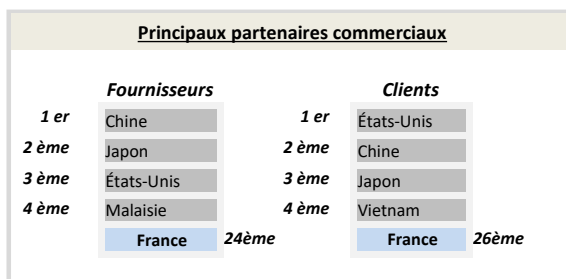 Principaux partenaires commerciaux
Fournisseurs Clients
1 er Chine 1 er États-Unis
2 ème Japon 2 ème Chine
3 ème États-Unis 3 ème Japon
4 ème Malaisie 4 ème Vietnam
France 24ème France 26ème